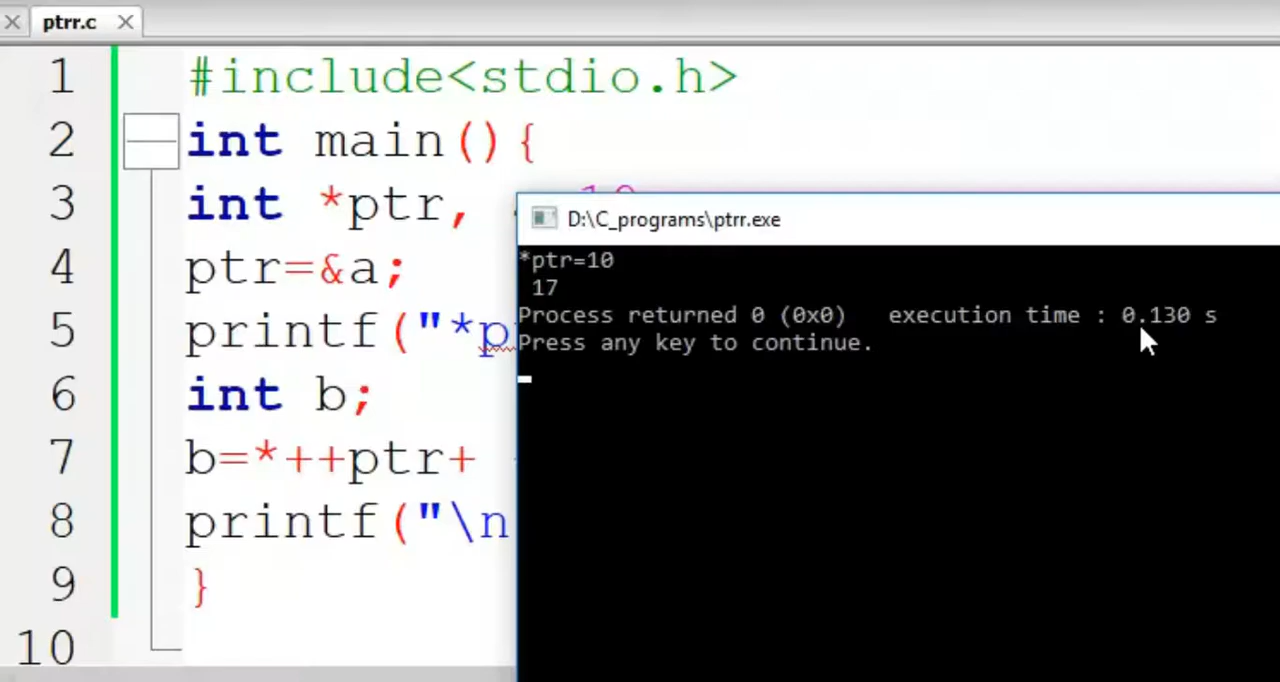 ptrr.c
1 #include<stdio.h>
2 int main(){
3 int *ptr, 10
4 ptr=&a;
5 printf("*p
6 int b;
7 b=*++ptr+
8 printf("\n
9 }
10
D:\C_programs\ptrr.exe
*ptr=10
17
Process returned 0 (0x0) execution time : 0.130 s
Press any key to continue.